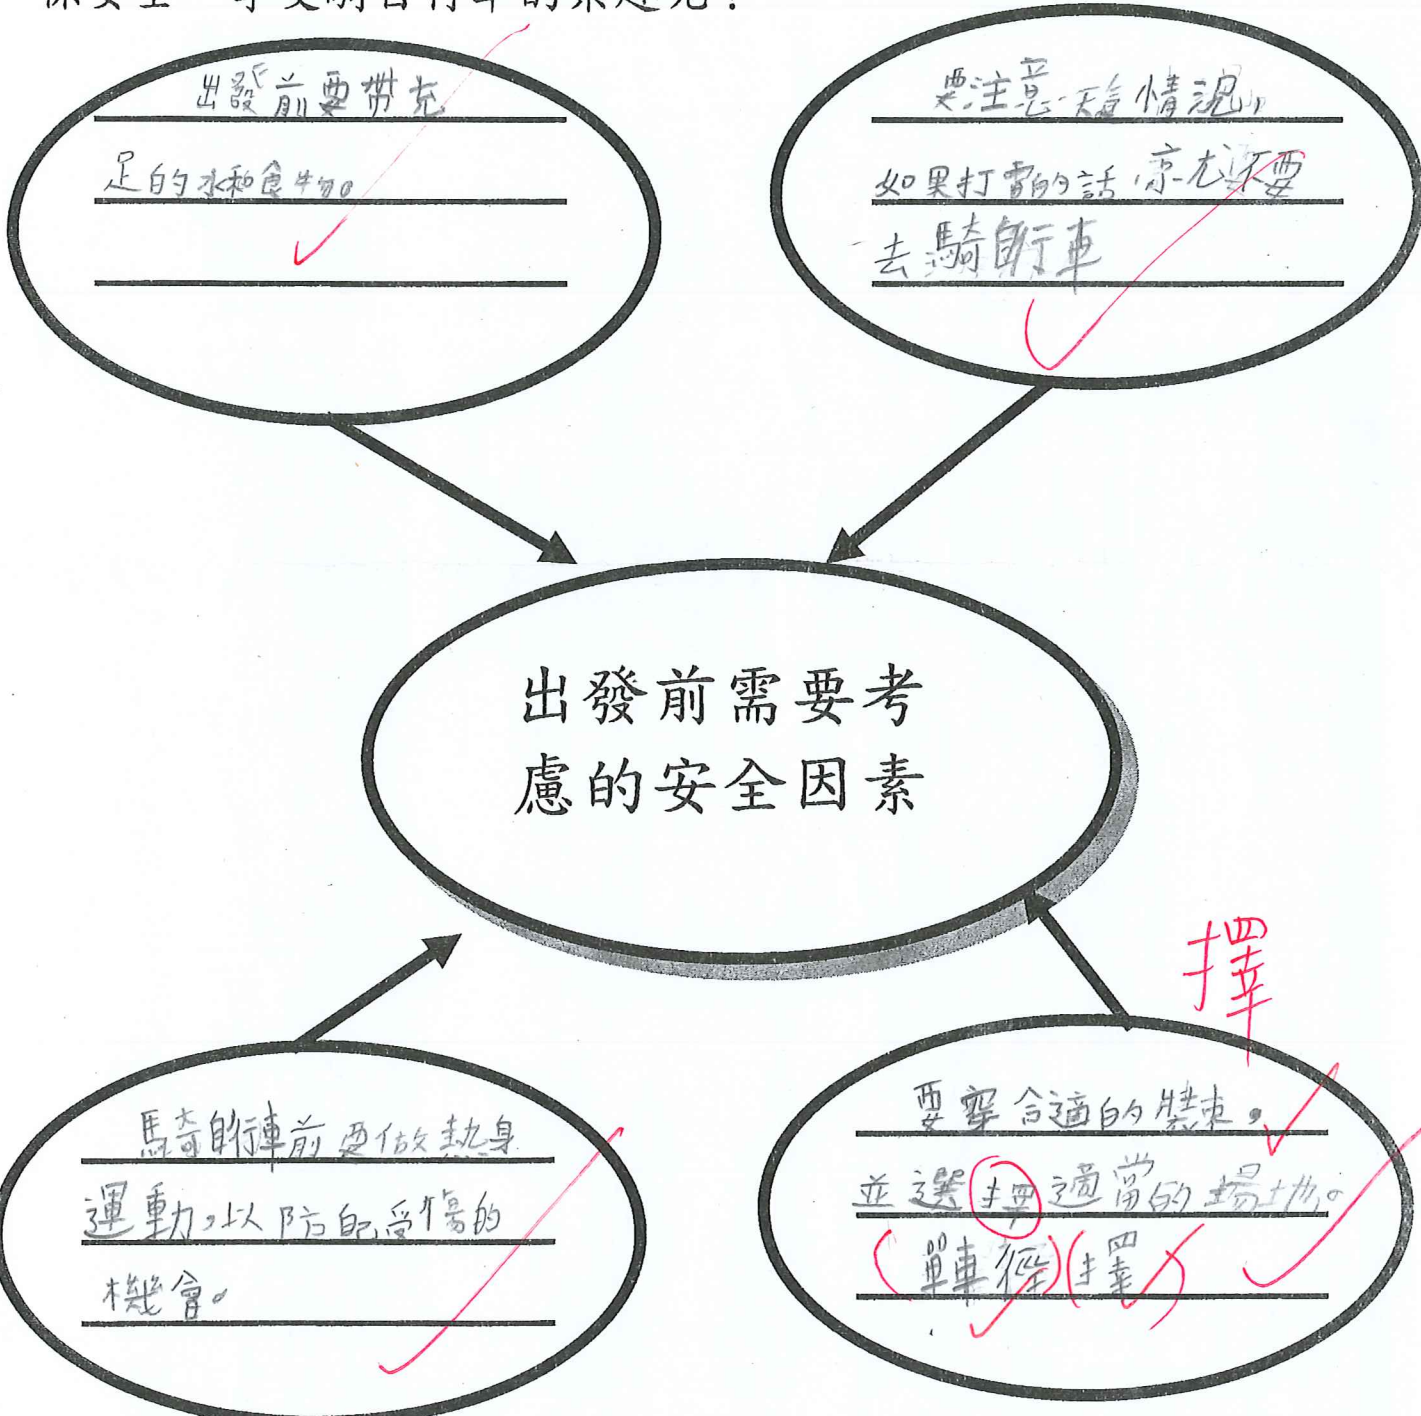 出發前要帶充
足的水和食物。
要注意天氣情況,
如果打雷的話就不要
去騎自行車
出發前需要考
慮的安全因素
擇
騎自行車前要做熱身
運動,以防自己受傷的
機會。
要穿合適的裝束,
並選擇適當的場地。
(單車徑)(擇)